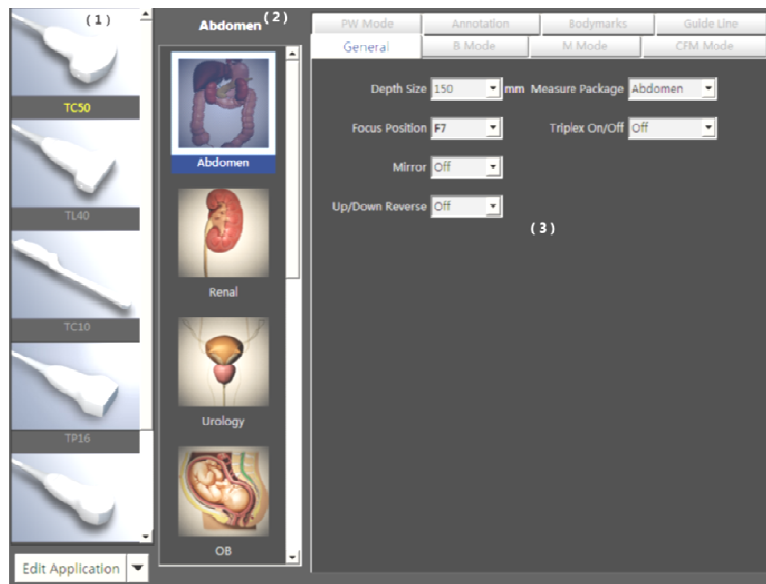 ( 1 )
TC50
TL40
TC10
TP16
Edit Application
Abdomen ( 2 )
Abdomen
Renal
Urology
OB
PW Mode Annotation Bodymarks Guide Line
General B Mode M Mode CFM Mode
Depth Size 150 mm Measure Package Abdomen
Focus Position F7 Triplex On/Off Off
Mirror Off
Up/Down Reverse Off
( 3 )